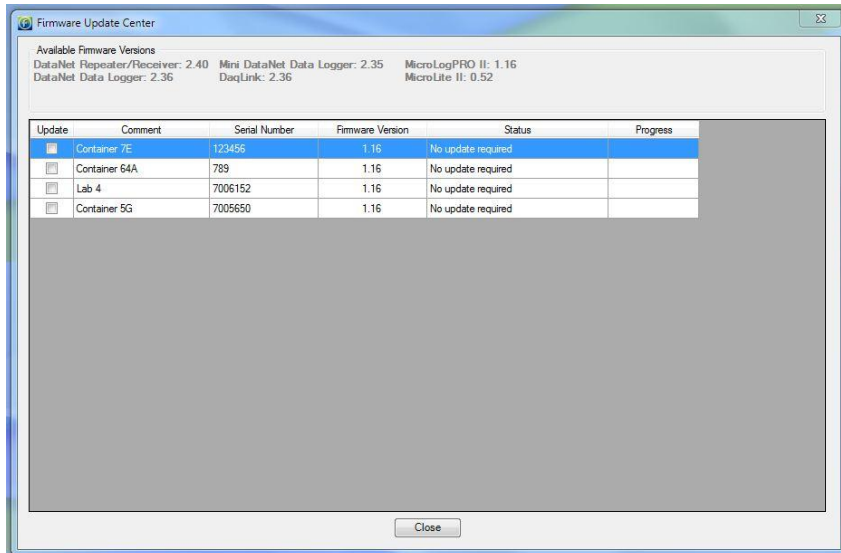 Firmware Update Center
Available Firmware Versions
DataNet Repeater/Receiver: 2.40 Mini DataNet Data Logger: 2.35 MicroLogPRO II: 1.16
DataNet Data Logger: 2.36 DaqLink: 2.36 MicroLite II: 0.52
Update Comment Serial Number Firmware Version Status Progress
Container 7E 123456 1.16 No update required
Container 64A 789 1.16 No update required
Lab 4 7006152 1.16 No update required
Container 5G 7005650 1.16 No update required
Close